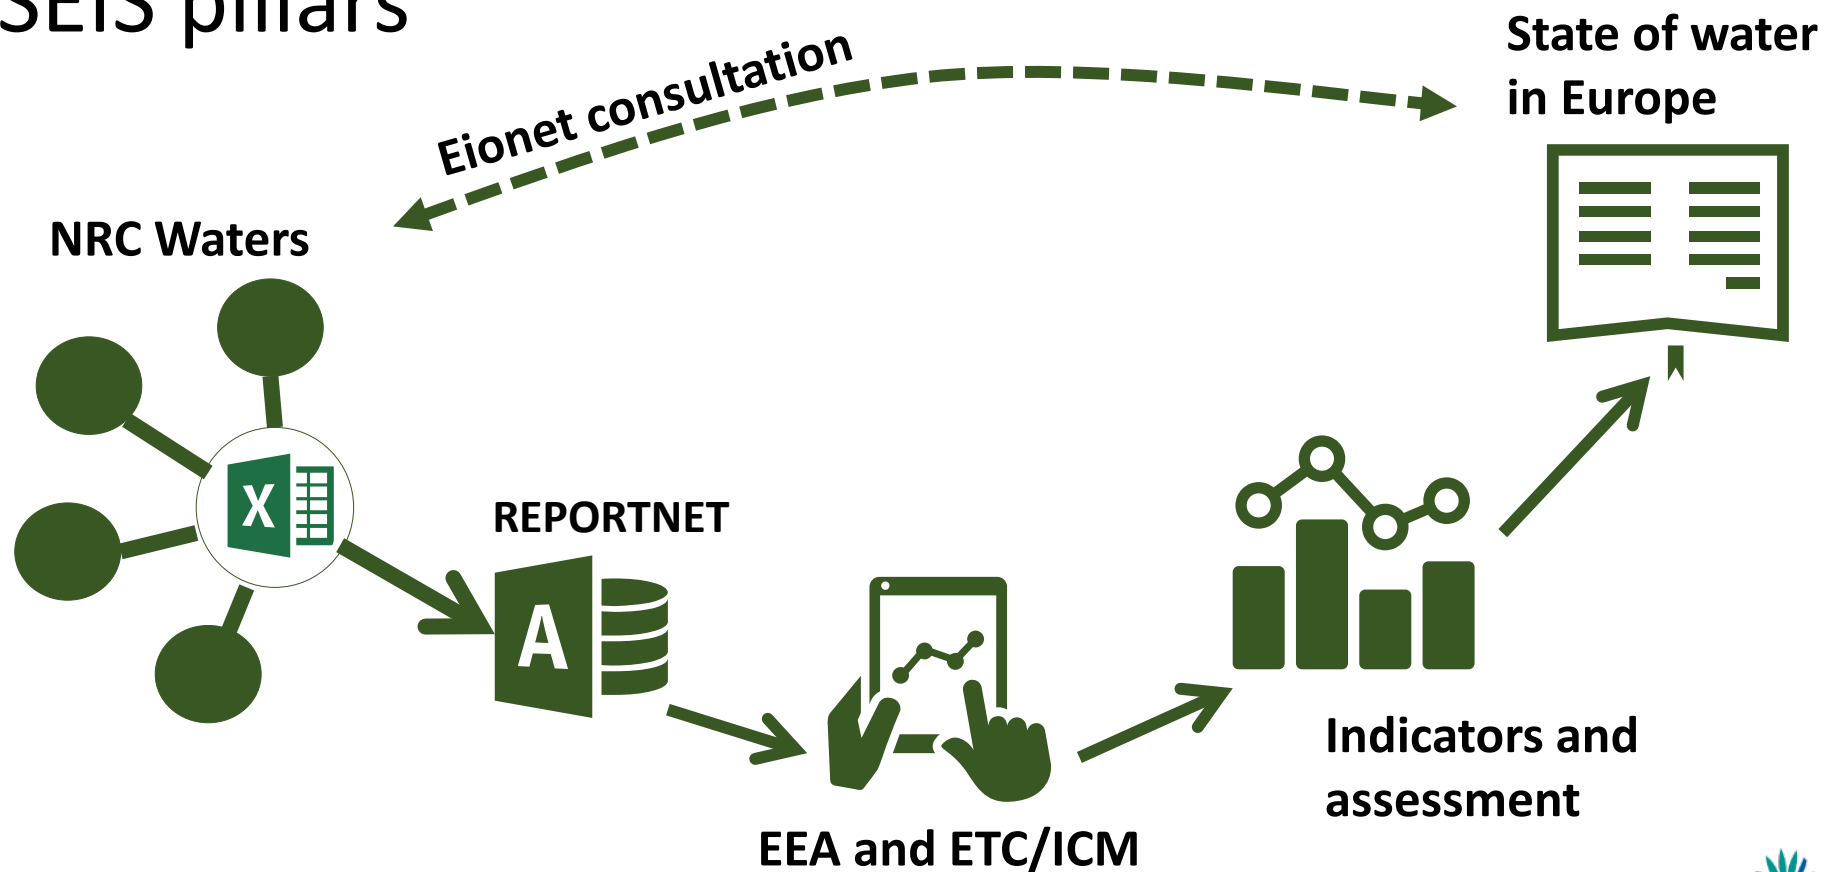 SEIS pillars
Eionet consultation
State of water
in Europe
NRC Waters
X
REPORTNET
A
Indicators and
assessment
EEA and ETC/ICM